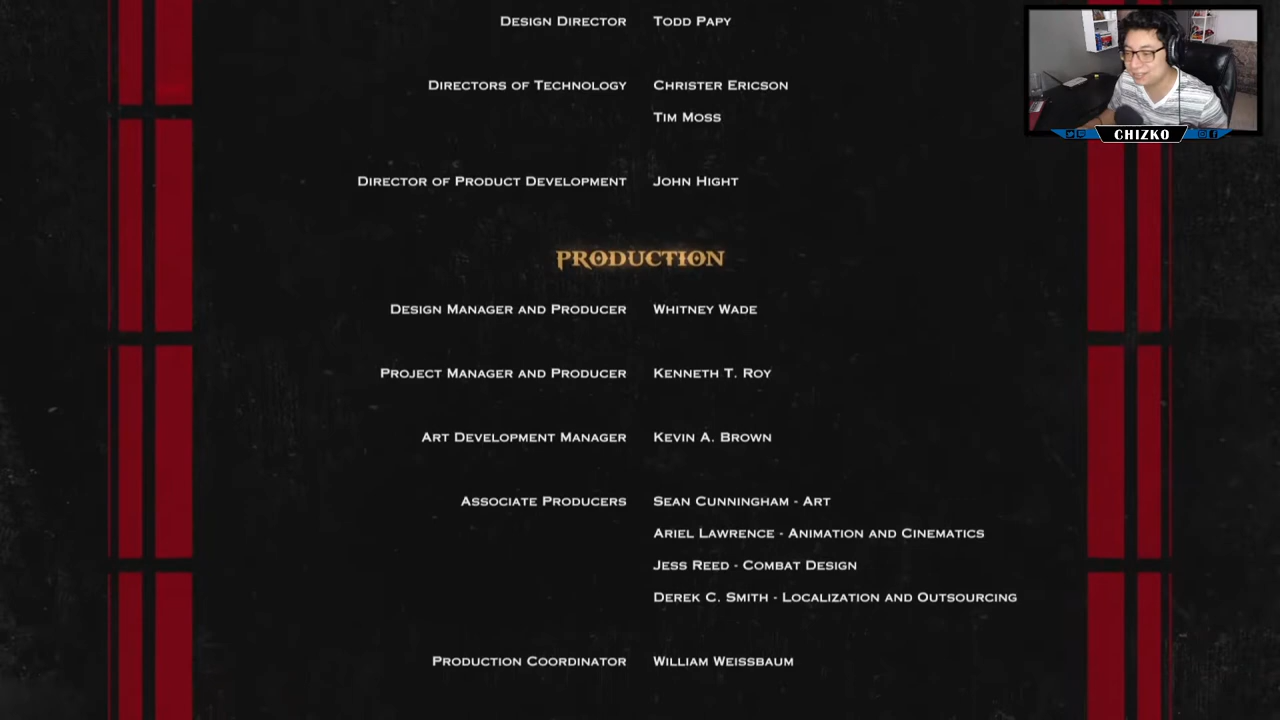 Design Director Todd Papy
Directors of Technology Christer Ericson
Tim Moss
Director of Product Development John Hight
PRODUCTION
Design Manager and Producer Whitney Wade
Project Manager and Producer Kenneth T. Roy
Art Development Manager Kevin A. Brown
Associate Producers Sean Cunningham - Art
Ariel Lawrence - Animation and Cinematics
Jess Reed - Combat Design
Derek C. Smith - Localization and Outsourcing
Production Coordinator William Weissbaum
CHIZKO